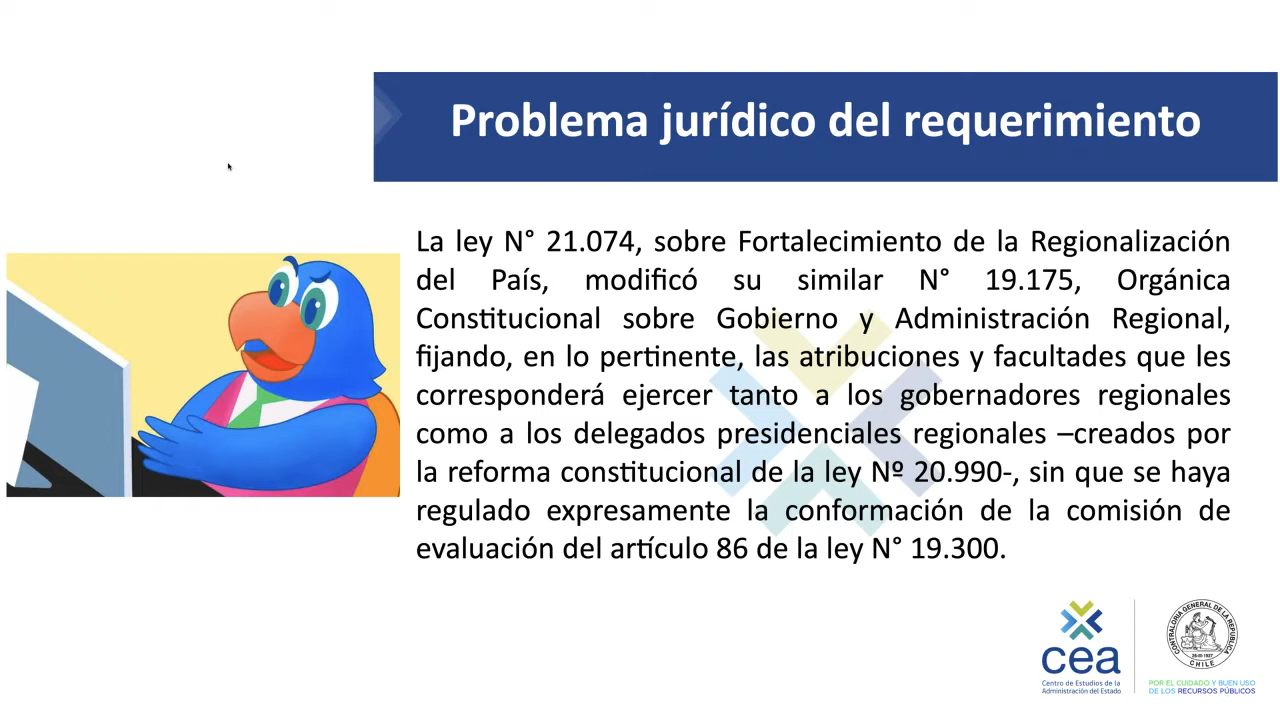 Problema jurídico del requerimiento
La ley N° 21.074, sobre Fortalecimiento de la Regionalización
del País, modificó su similar N° 19.175, Orgánica
Constitucional sobre Gobierno y Administración Regional,
fijando, en lo pertinente, las atribuciones y facultades que les
corresponderá ejercer tanto a los gobernadores regionales
como a los delegados presidenciales regionales –creados por
la reforma constitucional de la ley Nº 20.990-, sin que se haya
regulado expresamente la conformación de la comisión de
evaluación del artículo 86 de la ley N° 19.300.
cea
Centro de Estudios de la
Administración del Estado
CONTRALORIA GENERAL DE LA REPUBLICA
26-III-1927
CHILE
POR EL CUIDADO Y BUEN USO
DE LOS RECURSOS PÚBLICOS